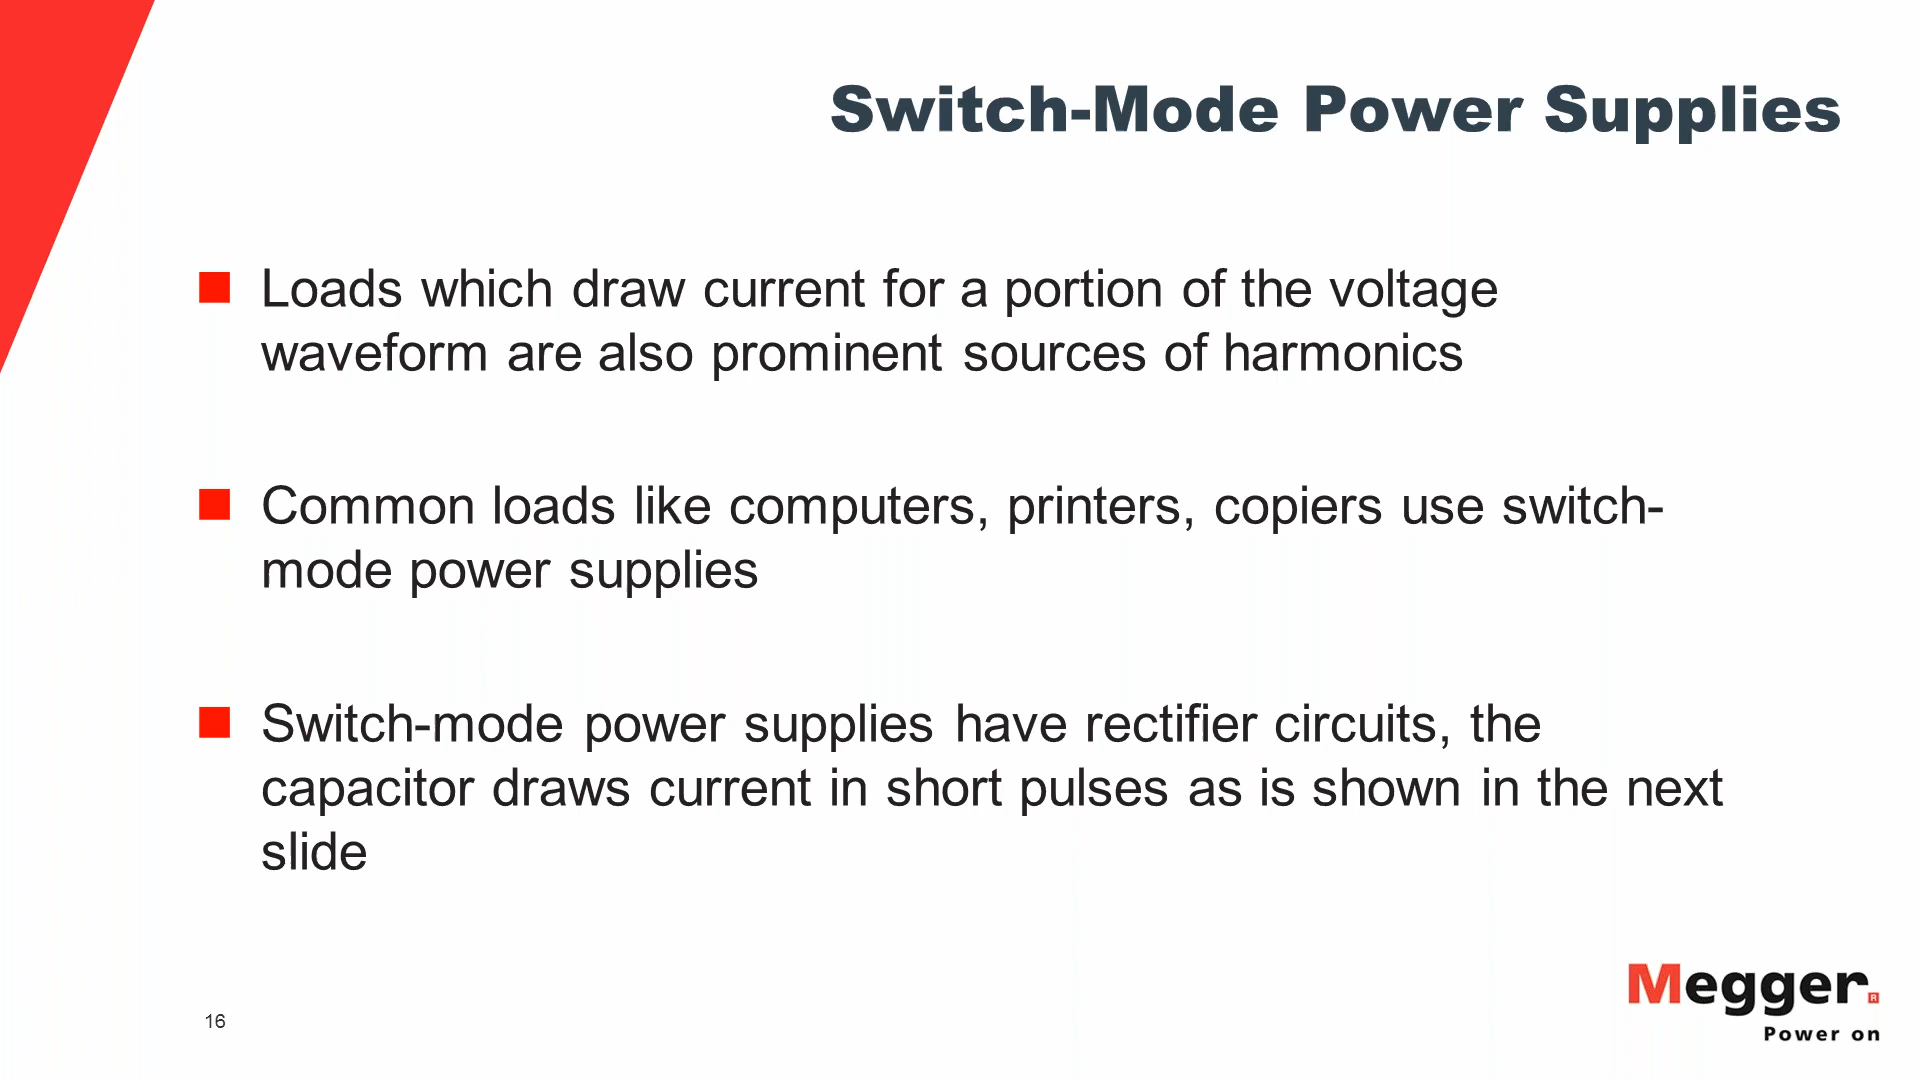 Switch-Mode Power Supplies
Loads which draw current for a portion of the voltage
waveform are also prominent sources of harmonics
Common loads like computers, printers, copiers use switch-
mode power supplies
Switch-mode power supplies have rectifier circuits, the
capacitor draws current in short pulses as is shown in the next
slide
16
Megger®
Power on